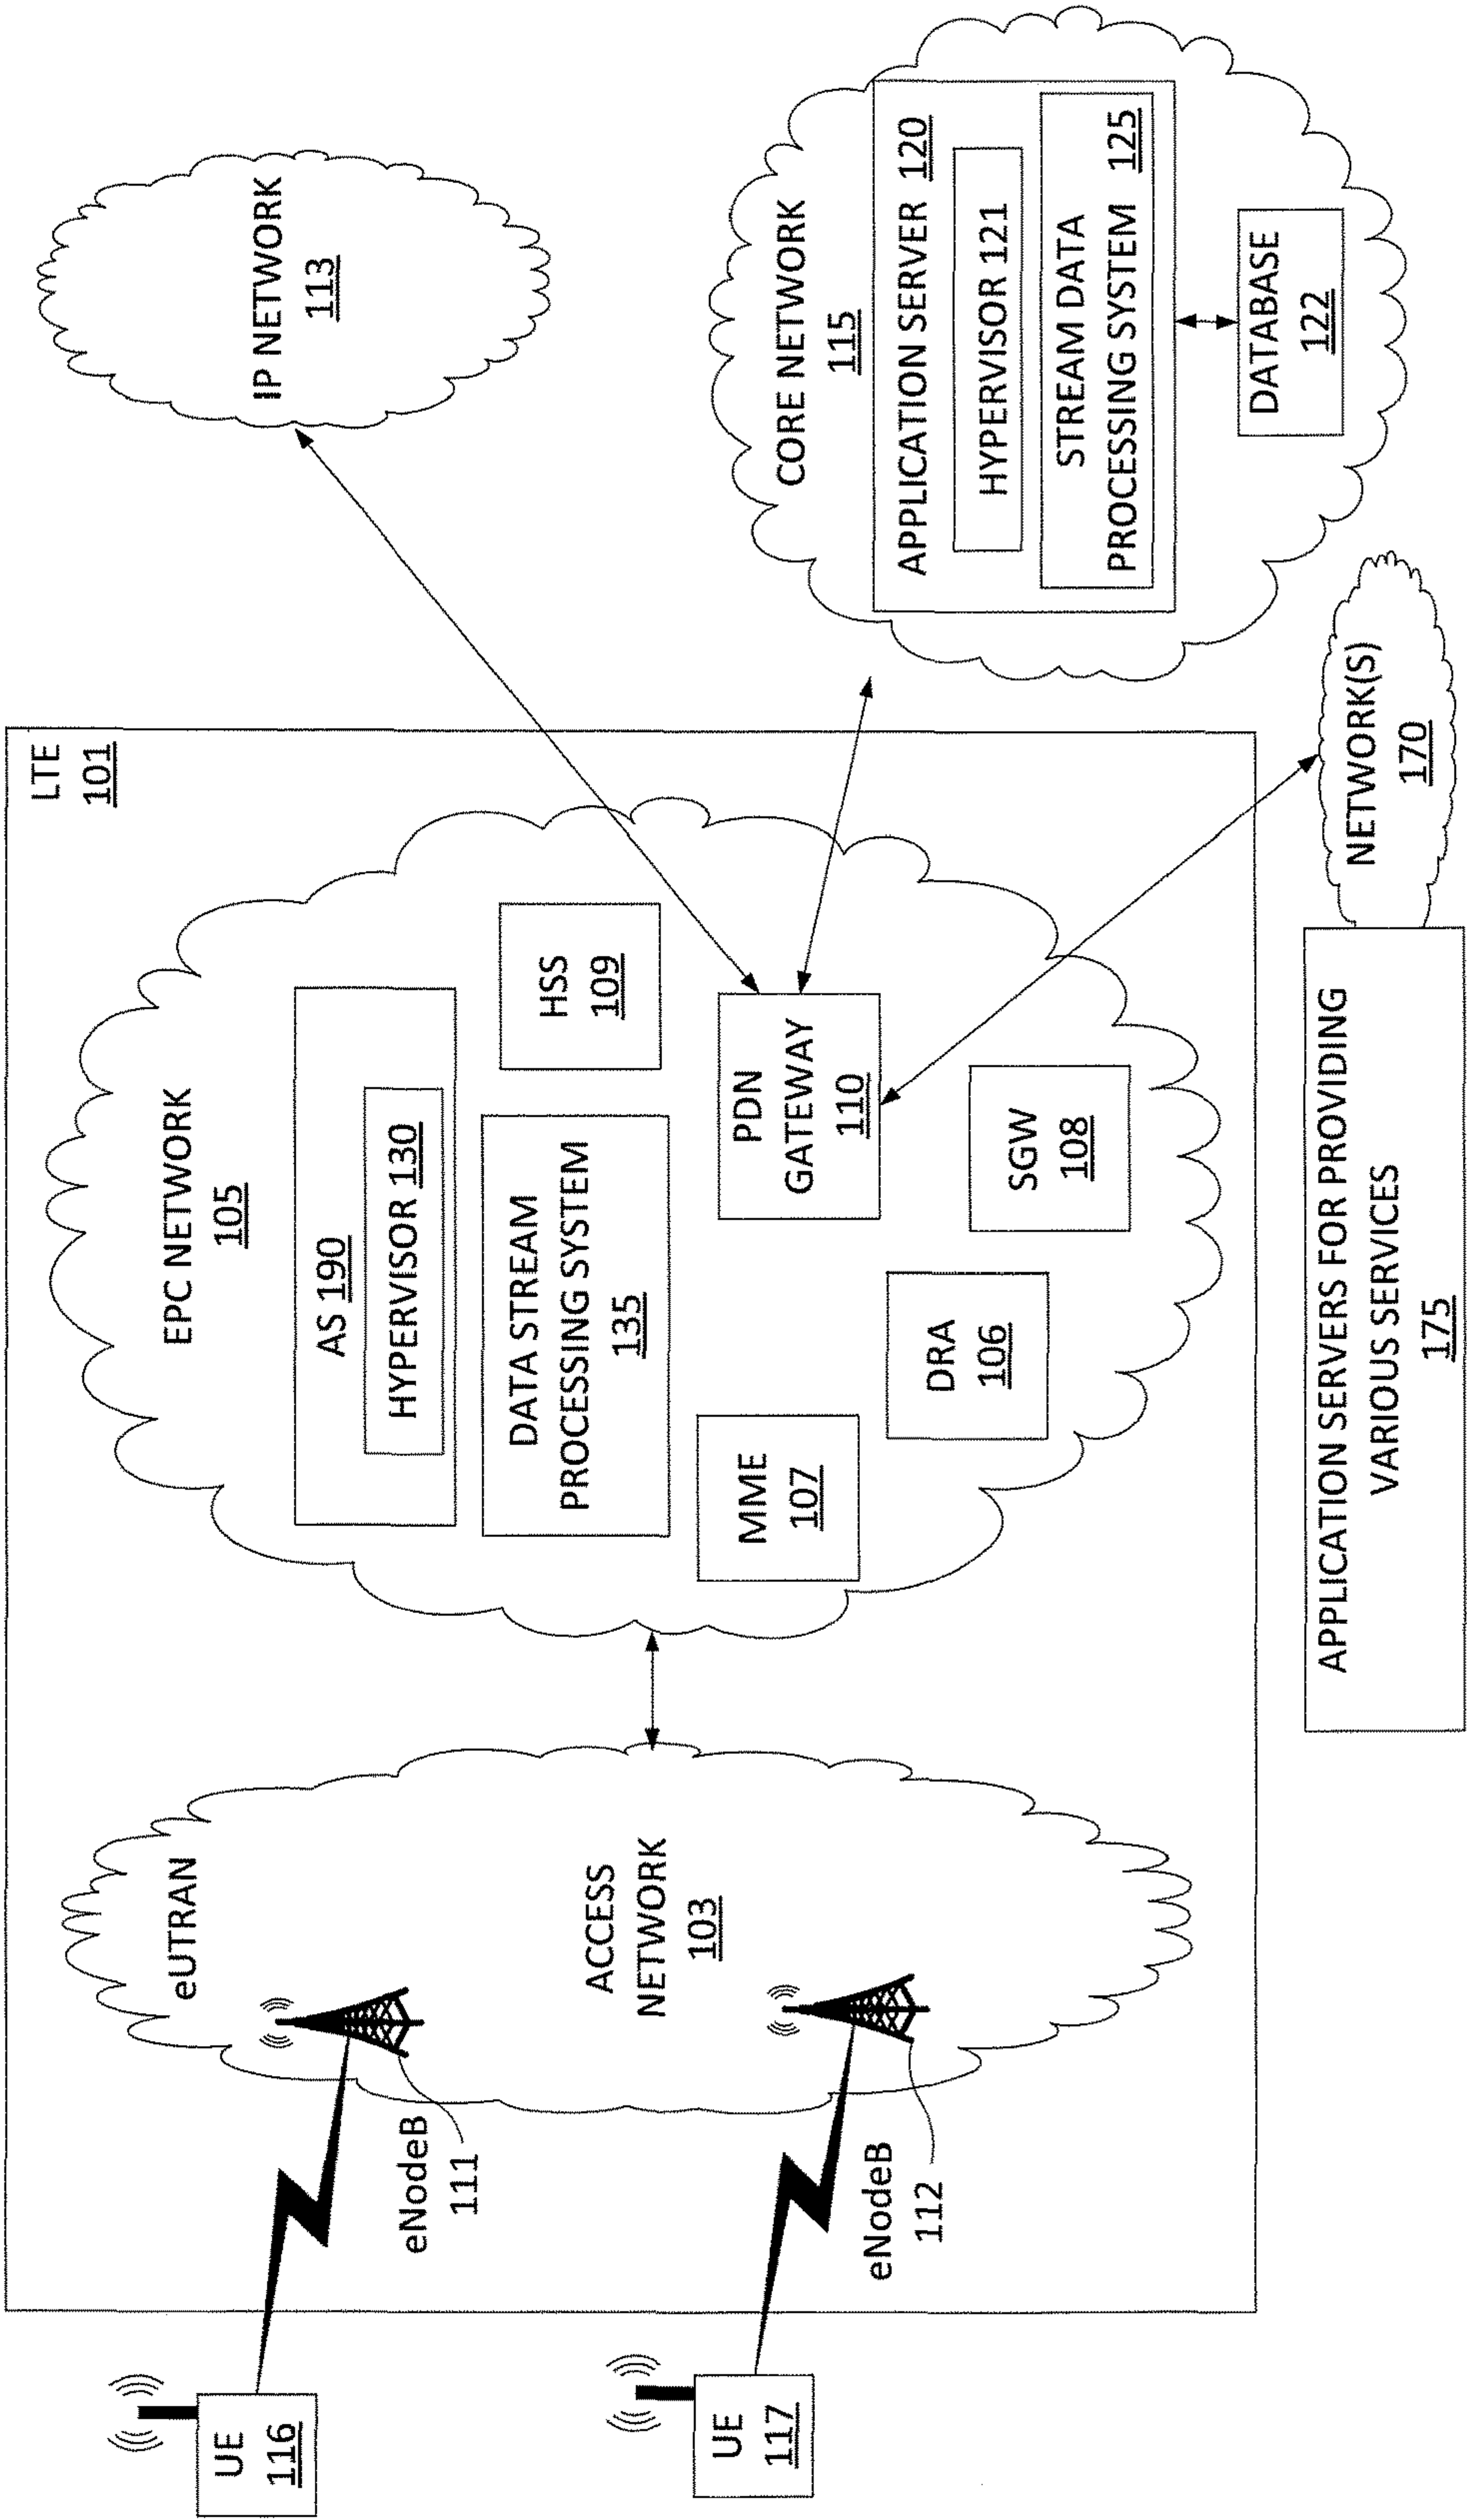 LTE
101
eUTRAN
ACCESS
NETWORK
103
eNodeB
111
eNodeB
112
UE
116
UE
117
EPC NETWORK
105
AS 190
HYPERVISOR 130
DATA STREAM
PROCESSING SYSTEM
135
HSS
109
MME
107
PDN
GATEWAY
110
DRA
106
SGW
108
IP NETWORK
113
CORE NETWORK
115
APPLICATION SERVER 120
HYPERVISOR 121
STREAM DATA
PROCESSING SYSTEM 125
DATABASE
122
NETWORK(S)
170
APPLICATION SERVERS FOR PROVIDING
VARIOUS SERVICES
175